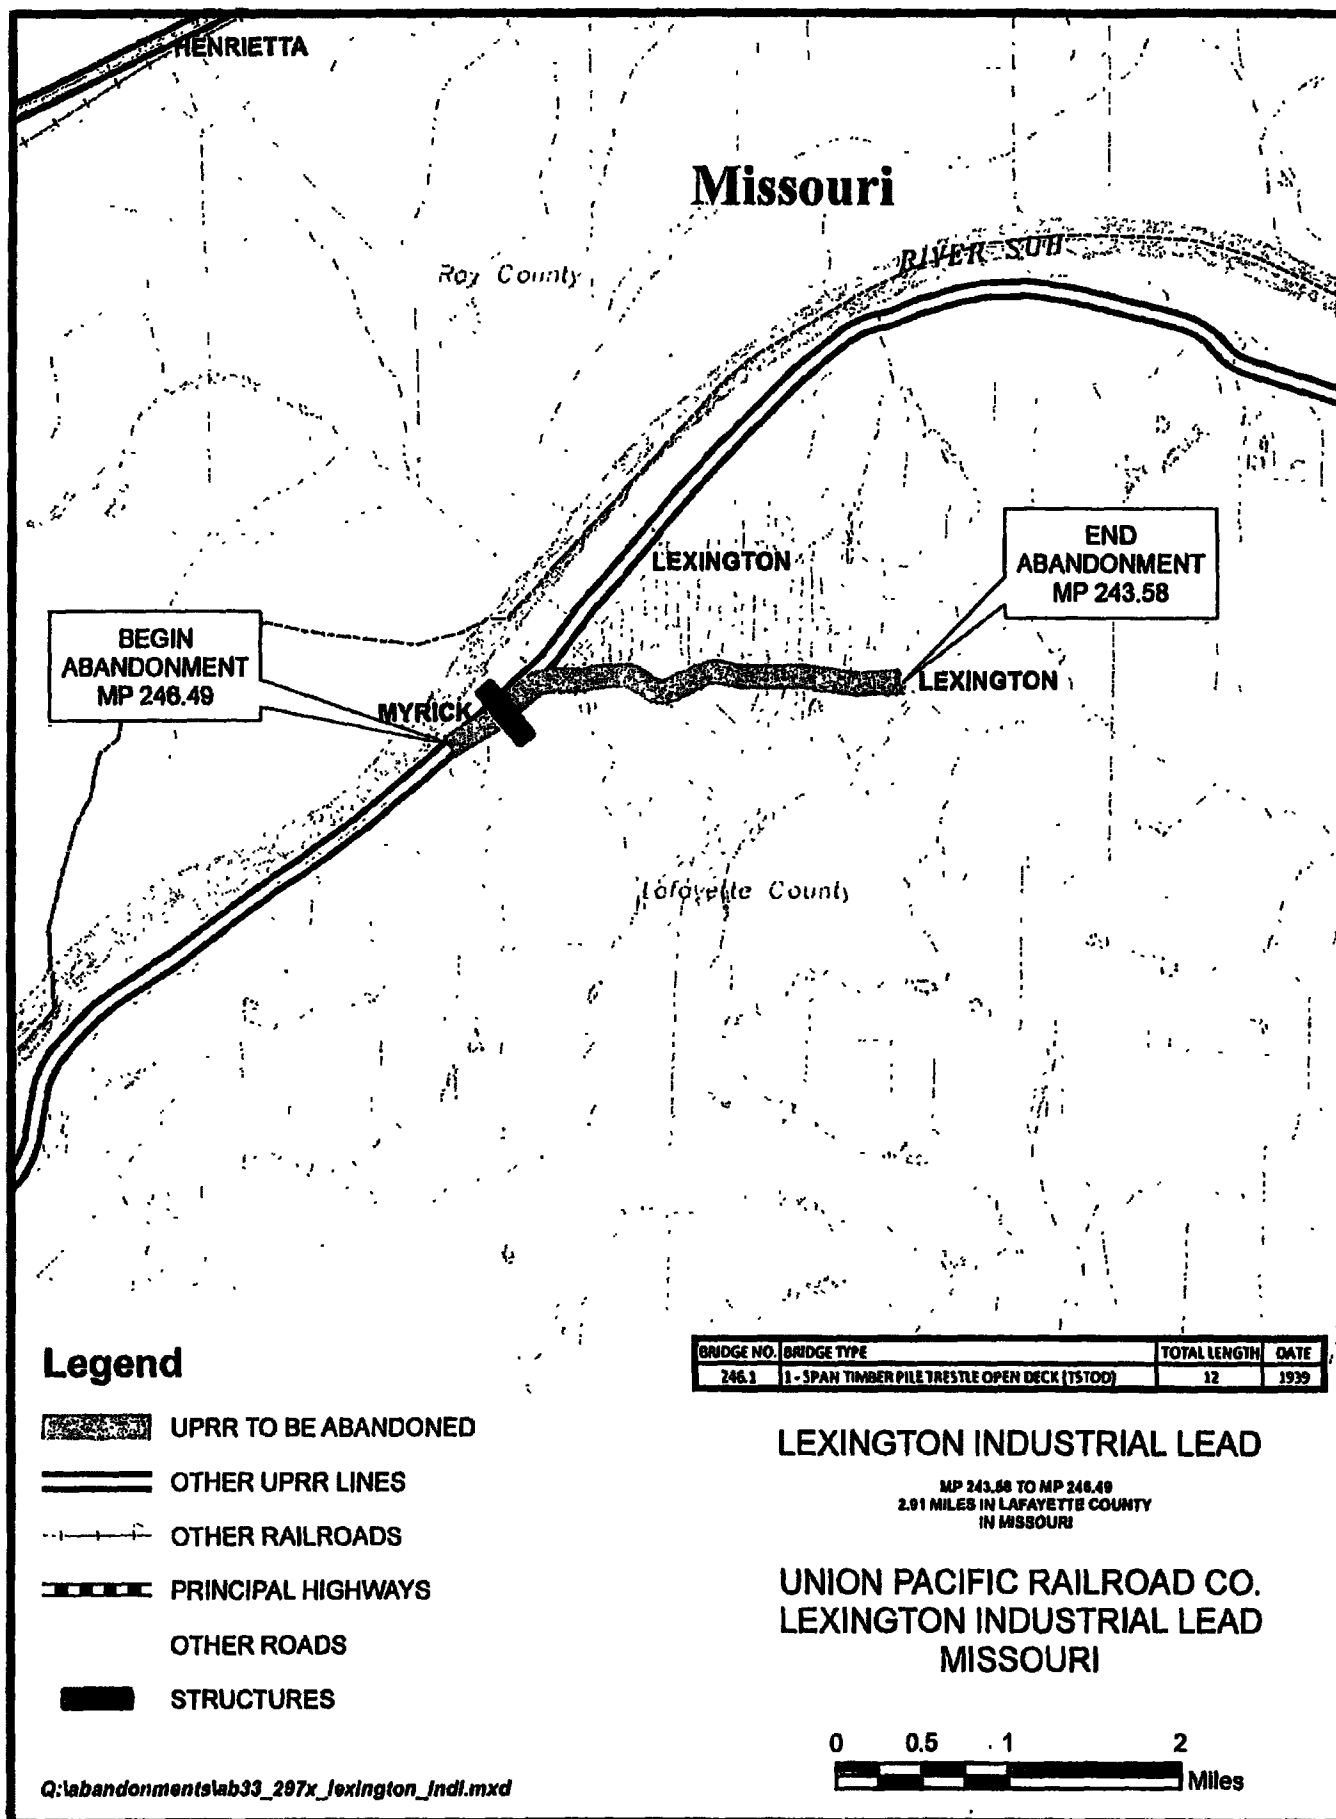 HENRIETTA
Missouri
RIVER SUB
Ray County
END
ABANDONMENT
MP 243.58
LEXINGTON
BEGIN
ABANDONMENT
MP 246.49
LEXINGTON
MYRICK
Lafayette County
Legend
UPRR TO BE ABANDONED
OTHER UPRR LINES
OTHER RAILROADS
PRINCIPAL HIGHWAYS
OTHER ROADS
STRUCTURES
BRIDGE NO. BRIDGE TYPE TOTAL LENGTH DATE
246.1 1 - SPAN TIMBER PILE TRESTLE OPEN DECK (TSTOD) 12 1939
LEXINGTON INDUSTRIAL LEAD
MP 243.58 TO MP 246.49
2.91 MILES IN LAFAYETTE COUNTY
IN MISSOURI
UNION PACIFIC RAILROAD CO.
LEXINGTON INDUSTRIAL LEAD
MISSOURI
0 0.5 1 2
Miles
Q:\abandonments\ab33_297x_lexington_indl.mxd